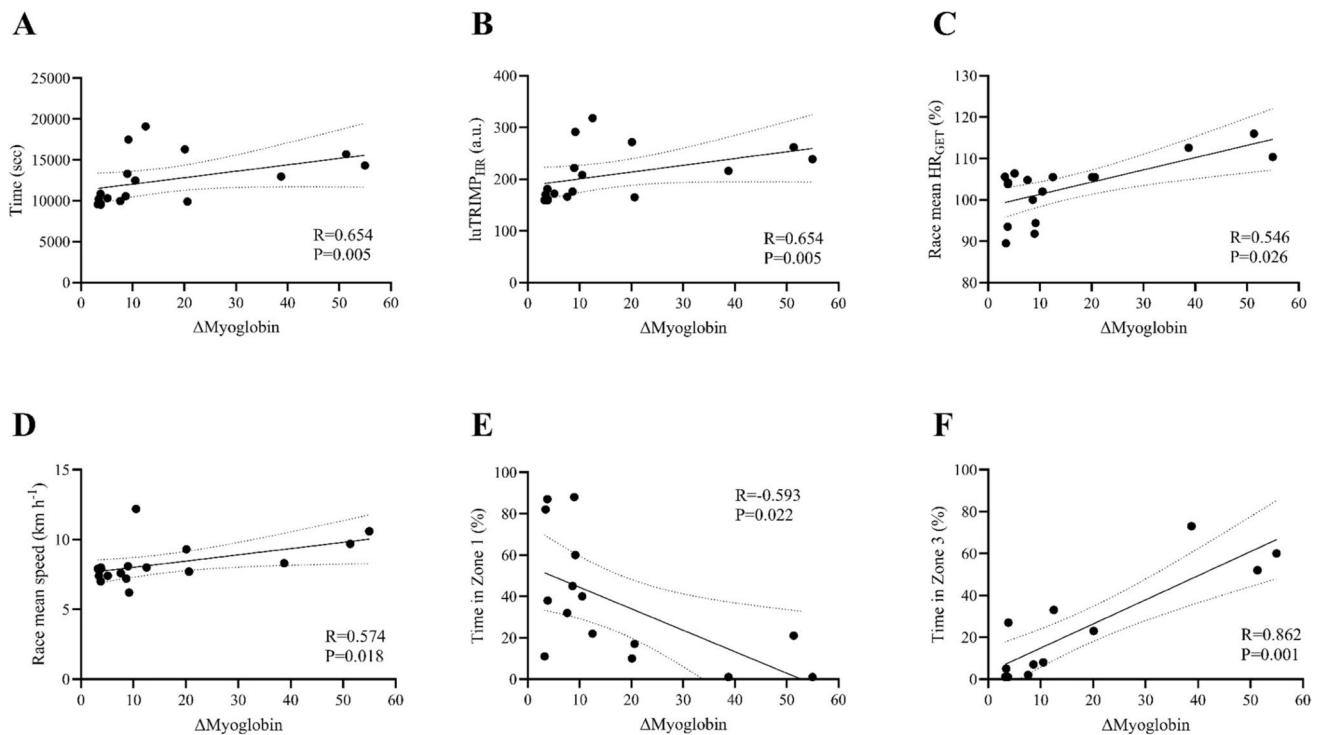 A
Time (sec)
25000
20000
15000
10000
5000
0
R=0.654
P=0.005
0 10 20 30 40 50 60
ΔMyoglobin
B
luTRIMPHR (a.u.)
400
300
200
100
0
R=0.654
P=0.005
0 10 20 30 40 50 60
ΔMyoglobin
C
Race mean HRGET (%)
130
120
110
100
90
80
R=0.546
P=0.026
0 10 20 30 40 50 60
ΔMyoglobin
D
Race mean speed (km h-1)
15
10
5
0
R=0.574
P=0.018
0 10 20 30 40 50 60
ΔMyoglobin
E
Time in Zone 1 (%)
100
80
60
40
20
0
R=-0.593
P=0.022
0 10 20 30 40 50 60
ΔMyoglobin
F
Time in Zone 3 (%)
100
80
60
40
20
0
R=0.862
P=0.001
0 10 20 30 40 50 60
ΔMyoglobin